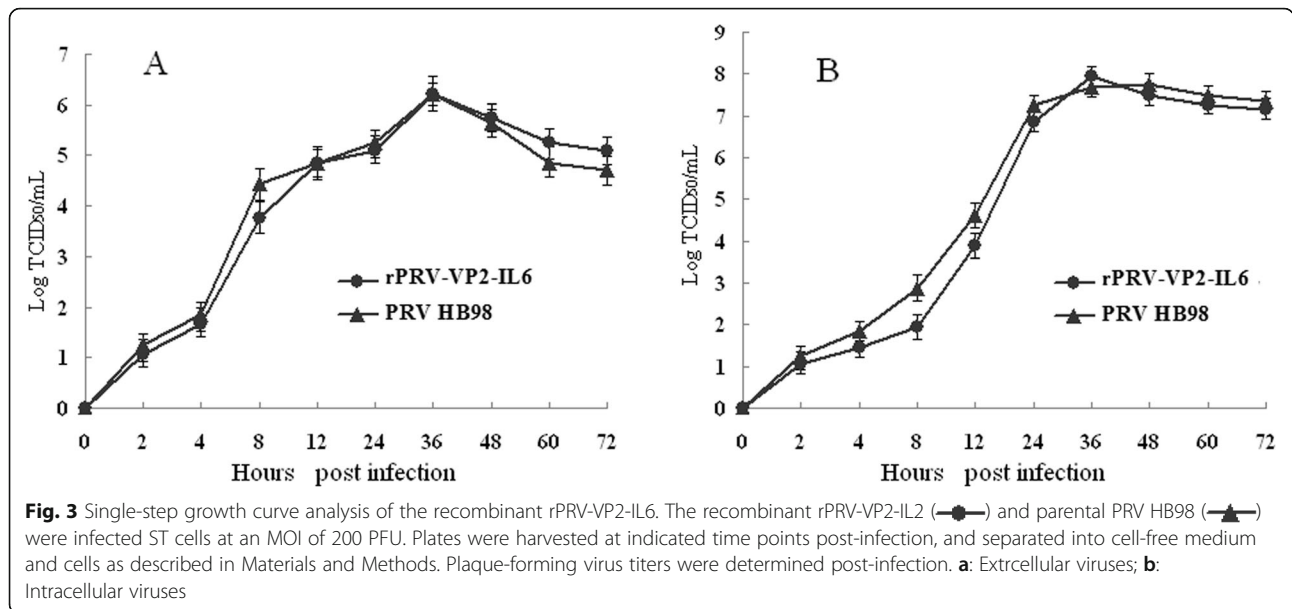 A
7
6
5
4
3
2
1
0
Log TCID50/mL
rPRV-VP2-IL6
PRV HB98
0 2 4 8 12 24 36 48 60 72
Hours post infection
B
9
8
7
6
5
4
3
2
1
0
Log TCID50/mL
rPRV-VP2-IL6
PRV HB98
0 2 4 8 12 24 36 48 60 72
Hours post infection
Fig. 3 Single-step growth curve analysis of the recombinant rPRV-VP2-IL6. The recombinant rPRV-VP2-IL2 (—●—) and parental PRV HB98 (—▲—)
were infected ST cells at an MOI of 200 PFU. Plates were harvested at indicated time points post-infection, and separated into cell-free medium
and cells as described in Materials and Methods. Plaque-forming virus titers were determined post-infection. a: Extrcellular viruses; b:
Intracellular viruses